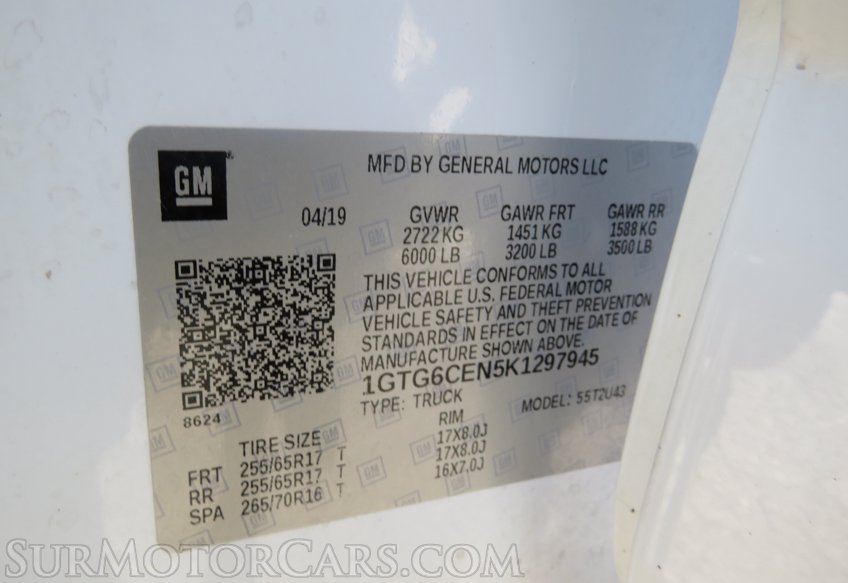 GM
MFD BY GENERAL MOTORS LLC
04/19 GVWR GAWR FRT GAWR RR
2722 KG 1451 KG 1588 KG
6000 LB 3200 LB 3500 LB
THIS VEHICLE CONFORMS TO ALL
APPLICABLE U.S. FEDERAL MOTOR
VEHICLE SAFETY AND THEFT PREVENTION
STANDARDS IN EFFECT ON THE DATE OF
MANUFACTURE SHOWN ABOVE.
1GTG6CEN5K1297945
8624
TYPE: TRUCK MODEL: 55T2U43
TIRE SIZE RIM
FRT 255/65R17 T 17X8.0J
RR 255/65R17 T 17X8.0J
SPA 265/70R16 T 16X7.0J
SURMOTORCARS.COM